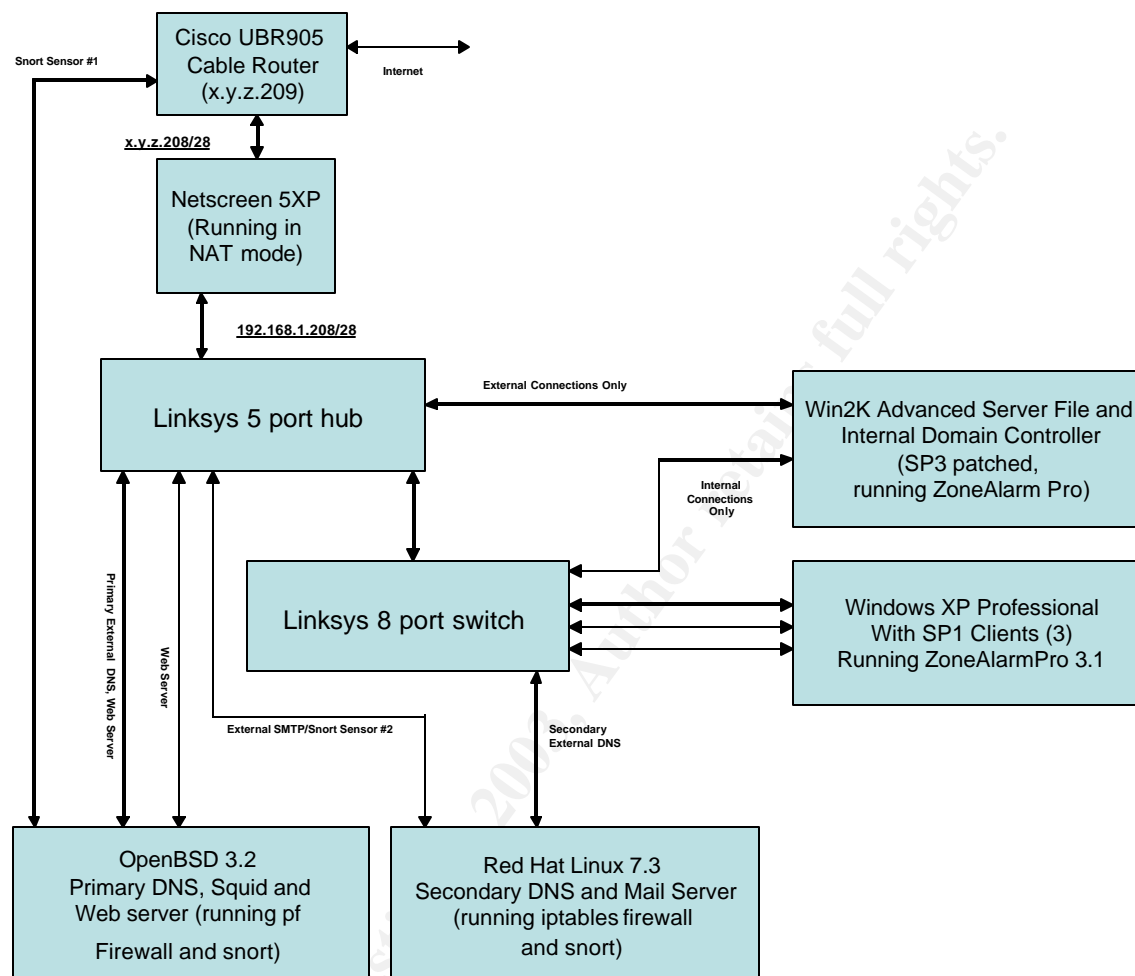 Cisco UBR905
Cable Router
(x.y.z.209)
Snort Sensor #1
Internet
x.y.z.208/28
Netscreen 5XP
(Running in
NAT mode)
192.168.1.208/28
Linksys 5 port hub
External Connections Only
Win2K Advanced Server File and
Internal Domain Controller
(SP3 patched,
running ZoneAlarm Pro)
Internal
Connections
Only
Linksys 8 port switch
Windows XP Professional
With SP1 Clients (3)
Running ZoneAlarmPro 3.1
Primary External
DNS, Web Server
Web Server
External SMTP/Snort Sensor #2
Secondary
External DNS
OpenBSD 3.2
Primary DNS, Squid and
Web server (running pf
Firewall and snort)
Red Hat Linux 7.3
Secondary DNS and Mail Server
(running iptables firewall
and snort)
2003, Author retains full rights.